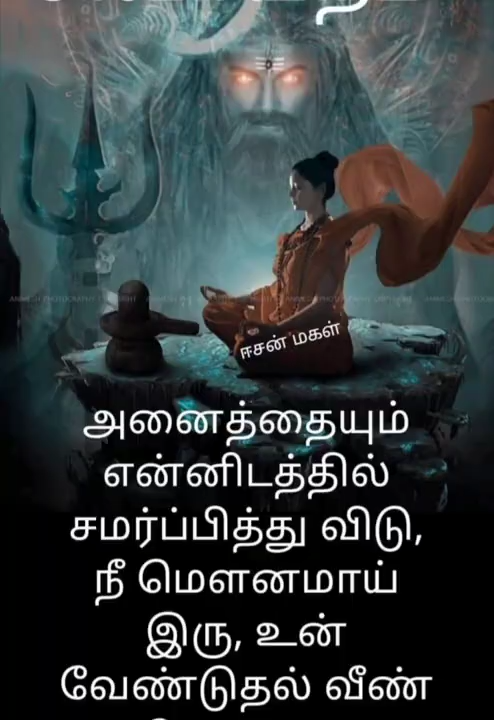 ஈசன் மகள்
அனைத்தையும்
என்னிடத்தில்
சமர்ப்பித்து விடு,
நீ மௌனமாய்
இரு, உன்
வேண்டுதல் வீண்